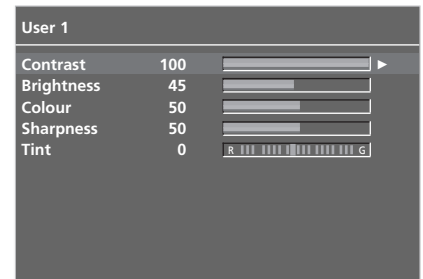 User 1
Contrast 100
Brightness 45
Colour 50
Sharpness 50
Tint 0 R G